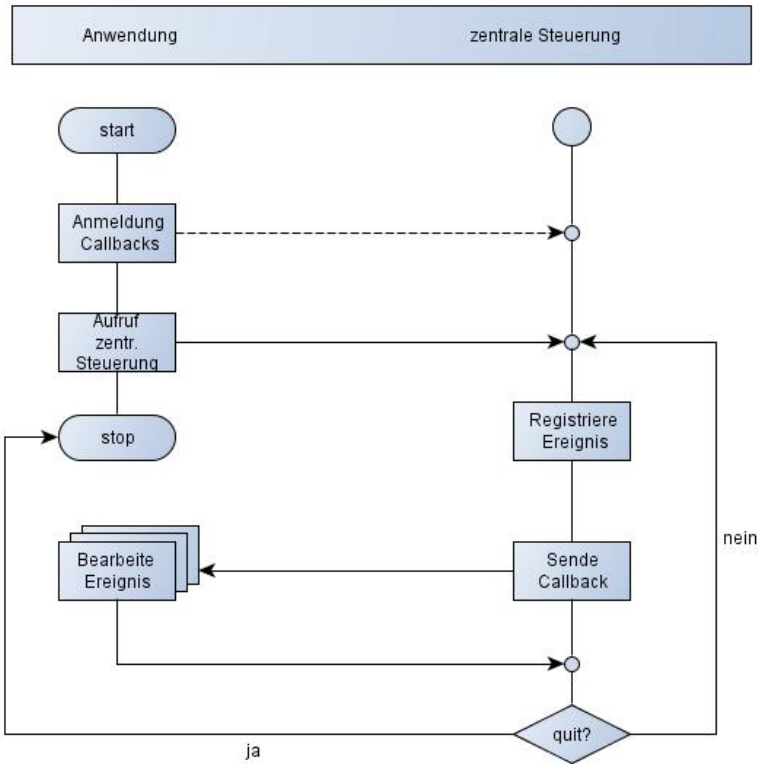 Anwendung
zentrale Steuerung
start
Anmeldung
Callbacks
Aufruf
zentr.
Steuerung
stop
Registriere
Ereignis
Bearbeite
Ereignis
Sende
Callback
nein
quit?
ja